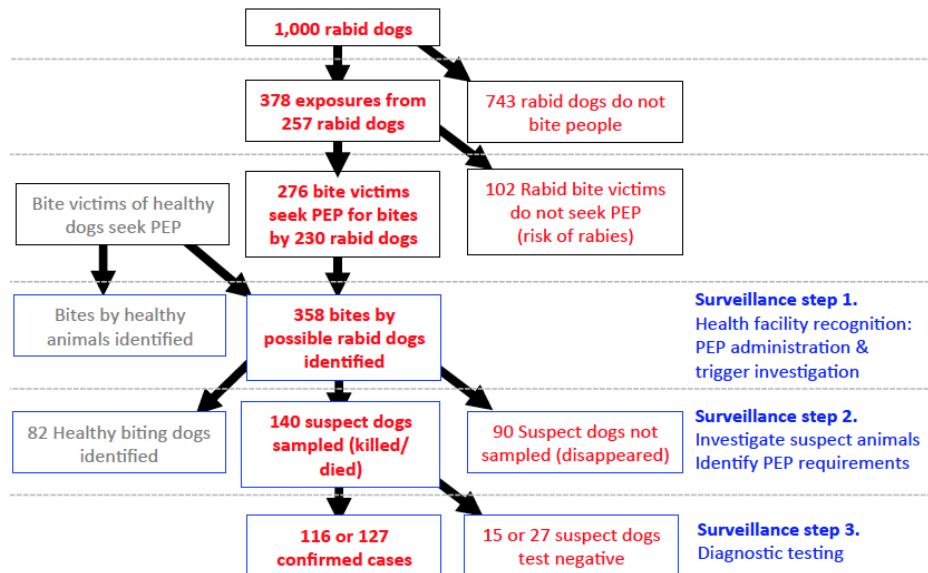 1,000 rabid dogs
378 exposures from
257 rabid dogs
743 rabid dogs do not
bite people
Bite victims of healthy
dogs seek PEP
276 bite victims
seek PEP for bites
by 230 rabid dogs
102 Rabid bite victims
do not seek PEP
(risk of rabies)
Bites by healthy
animals identified
358 bites by
possible rabid dogs
identified
Surveillance step 1.
Health facility recognition:
PEP administration &
trigger investigation
82 Healthy biting dogs
identified
140 suspect dogs
sampled (killed/
died)
90 Suspect dogs not
sampled (disappeared)
Surveillance step 2.
Investigate suspect animals
Identify PEP requirements
116 or 127
confirmed cases
15 or 27 suspect dogs
test negative
Surveillance step 3.
Diagnostic testing